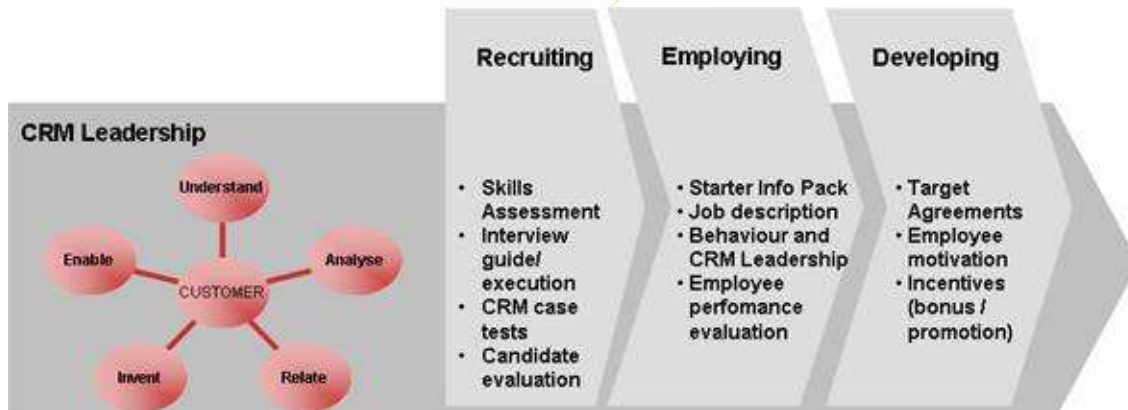 CRM Leadership
Understand
Enable
Analyse
CUSTOMER
Invent
Relate
Recruiting
• Skills
Assessment
• Interview
guide/
execution
• CRM case
tests
• Candidate
evaluation
Employing
• Starter Info Pack
• Job description
• Behaviour and
CRM Leadership
• Employee
perfomance
evaluation
Developing
• Target
Agreements
• Employee
motivation
• Incentives
(bonus /
promotion)